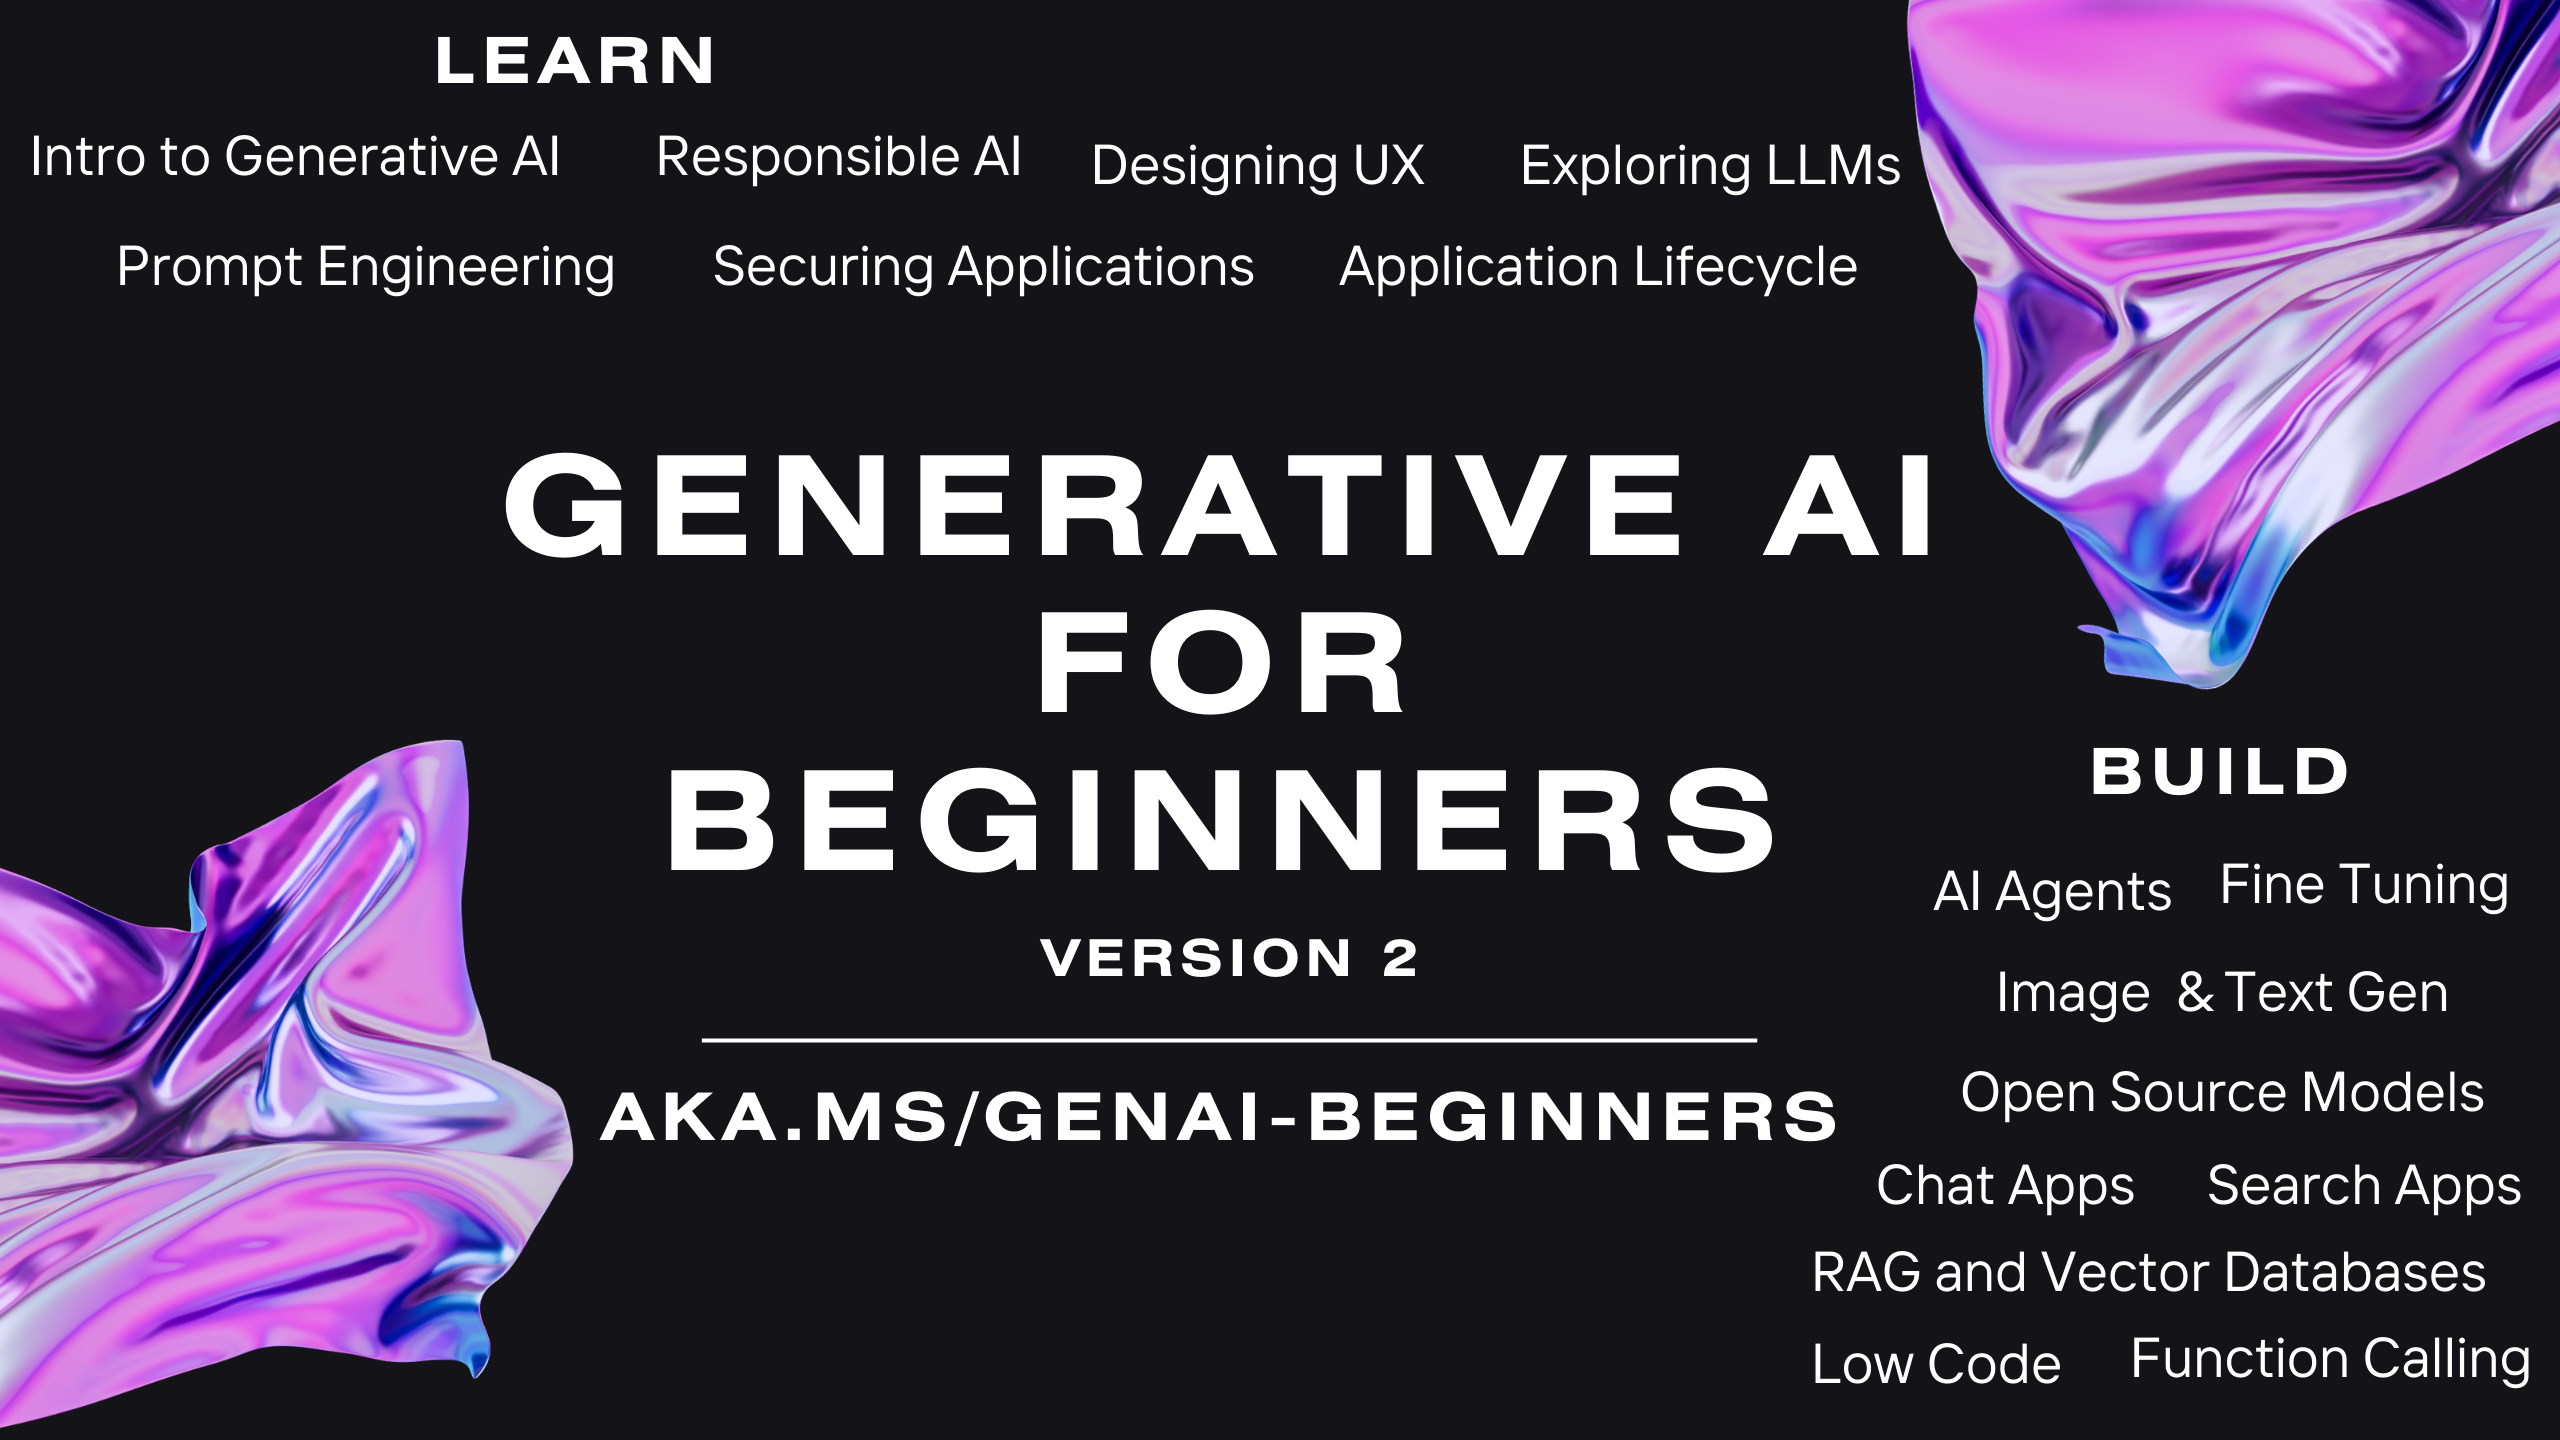 LEARN
Intro to Generative AI Responsible AI Designing UX Exploring LLMs
Prompt Engineering Securing Applications Application Lifecycle
GENERATIVE AI
FOR
BEGINNERS
VERSION 2
AKA.MS/GENAI-BEGINNERS
BUILD
AI Agents Fine Tuning
Image & Text Gen
Open Source Models
Chat Apps Search Apps
RAG and Vector Databases
Low Code Function Calling